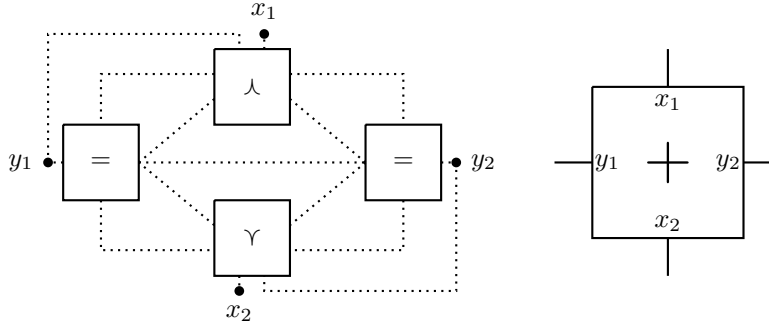 x₁
⋏
x₁
y₁ = = y₂ y₁ + y₂
x₂
⋎
x₂